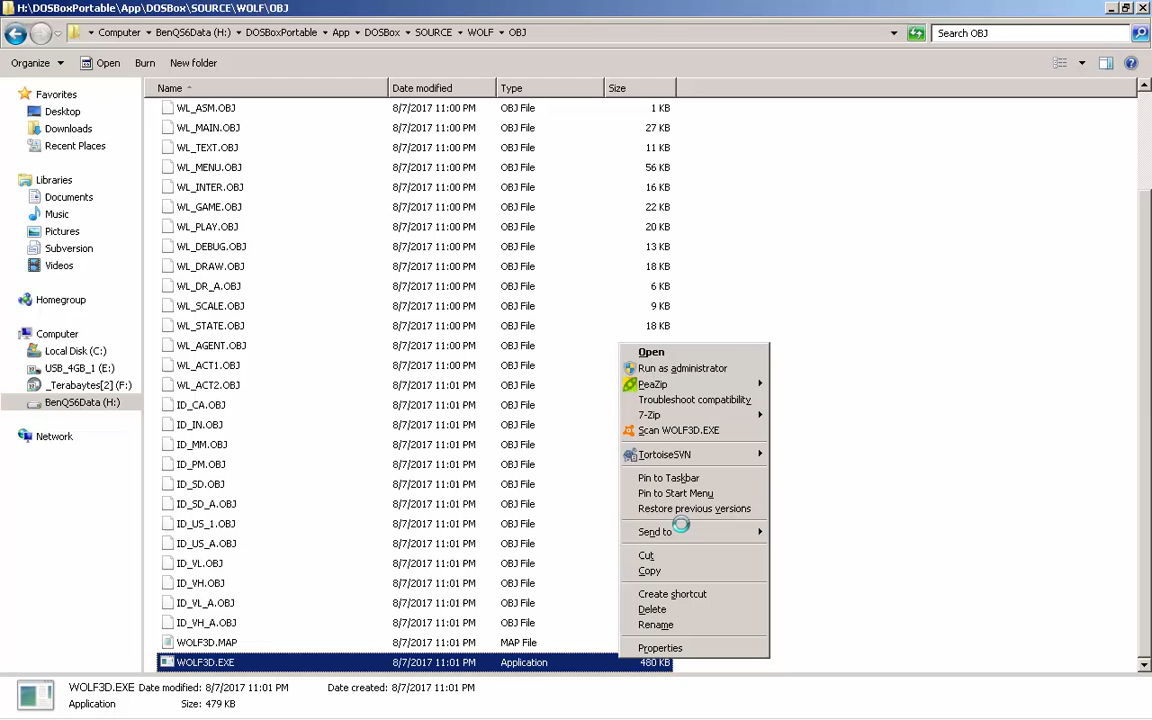 H:\DOSBoxPortable\App\DOSBox\SOURCE\WOLF\OBJ
Computer BenQS6Data (H:) DOSBoxPortable App DOSBox SOURCE WOLF OBJ Search OBJ
Organize Open Burn New folder
Favorites
Desktop
Downloads
Recent Places
Libraries
Documents
Music
Pictures
Subversion
Videos
Homegroup
Computer
Local Disk (C:)
USB_4GB_1 (E:)
_Terabytes[2] (F:)
BenQS6Data (H:)
Network
Name Date modified Type Size
WL_ASM.OBJ 8/7/2017 11:00 PM OBJ File 1 KB
WL_MAIN.OBJ 8/7/2017 11:00 PM OBJ File 27 KB
WL_TEXT.OBJ 8/7/2017 11:00 PM OBJ File 11 KB
WL_MENU.OBJ 8/7/2017 11:00 PM OBJ File 56 KB
WL_INTER.OBJ 8/7/2017 11:00 PM OBJ File 16 KB
WL_GAME.OBJ 8/7/2017 11:00 PM OBJ File 22 KB
WL_PLAY.OBJ 8/7/2017 11:00 PM OBJ File 20 KB
WL_DEBUG.OBJ 8/7/2017 11:00 PM OBJ File 13 KB
WL_DRAW.OBJ 8/7/2017 11:00 PM OBJ File 18 KB
WL_DR_A.OBJ 8/7/2017 11:00 PM OBJ File 6 KB
WL_SCALE.OBJ 8/7/2017 11:00 PM OBJ File 9 KB
WL_STATE.OBJ 8/7/2017 11:00 PM OBJ File 18 KB
WL_AGENT.OBJ 8/7/2017 11:00 PM OBJ File
WL_ACT1.OBJ 8/7/2017 11:00 PM OBJ File
WL_ACT2.OBJ 8/7/2017 11:01 PM OBJ File
ID_CA.OBJ 8/7/2017 11:01 PM OBJ File
ID_IN.OBJ 8/7/2017 11:01 PM OBJ File
ID_MM.OBJ 8/7/2017 11:01 PM OBJ File
ID_PM.OBJ 8/7/2017 11:01 PM OBJ File
ID_SD.OBJ 8/7/2017 11:01 PM OBJ File
ID_SD_A.OBJ 8/7/2017 11:01 PM OBJ File
ID_US_1.OBJ 8/7/2017 11:01 PM OBJ File
ID_US_A.OBJ 8/7/2017 11:01 PM OBJ File
ID_VL.OBJ 8/7/2017 11:01 PM OBJ File
ID_VH.OBJ 8/7/2017 11:01 PM OBJ File
ID_VL_A.OBJ 8/7/2017 11:01 PM OBJ File
ID_VH_A.OBJ 8/7/2017 11:01 PM OBJ File
WOLF3D.MAP 8/7/2017 11:01 PM MAP File
WOLF3D.EXE 8/7/2017 11:01 PM Application 480 KB
Open
Run as administrator
PeaZip
Troubleshoot compatibility
7-Zip
Scan WOLF3D.EXE
TortoiseSVN
Pin to Taskbar
Pin to Start Menu
Restore previous versions
Send to
Cut
Copy
Create shortcut
Delete
Rename
Properties
WOLF3D.EXE Date modified: 8/7/2017 11:01 PM Date created: 8/7/2017 11:01 PM
Application Size: 479 KB